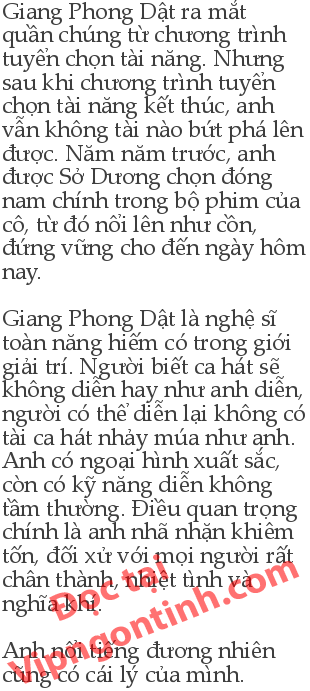 Giang Phong Dật ra mắt
quần chúng từ chương trình
tuyển chọn tài năng. Nhưng
sau khi chương trình tuyển
chọn tài năng kết thúc, anh
vẫn không tài nào bứt phá lên
được. Năm năm trước, anh
được Sở Dương chọn đóng
nam chính trong bộ phim của
cô, từ đó nổi lên như cồn,
đứng vững cho đến ngày hôm
nay.
Giang Phong Dật là nghệ sĩ
toàn năng hiếm có trong giới
giải trí. Người biết ca hát sẽ
không diễn hay như anh diễn,
người có thể diễn lại không có
tài ca hát nhảy múa như anh.
Anh có ngoại hình xuất sắc,
còn có kỹ năng diễn không
tầm thường. Điều quan trọng
chính là anh nhã nhặn khiêm
tốn, đối xử với mọi người rất
chân thành, nhiệt tình và
nghĩa khí.
Anh nổi tiếng đương nhiên
cũng có cái lý của mình.
Đọc tại
Vipngontinh.com